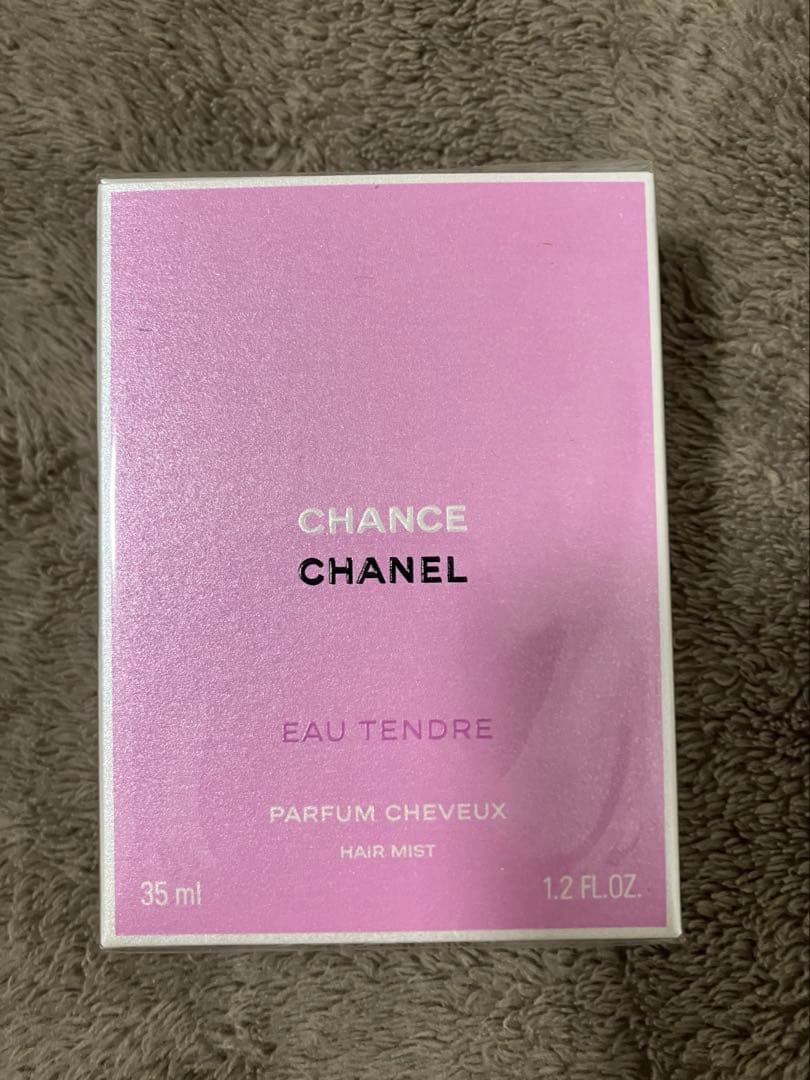 CHANCE
CHANEL
EAU TENDRE
PARFUM CHEVEUX
HAIR MIST
35 ml 1.2 FL.OZ.